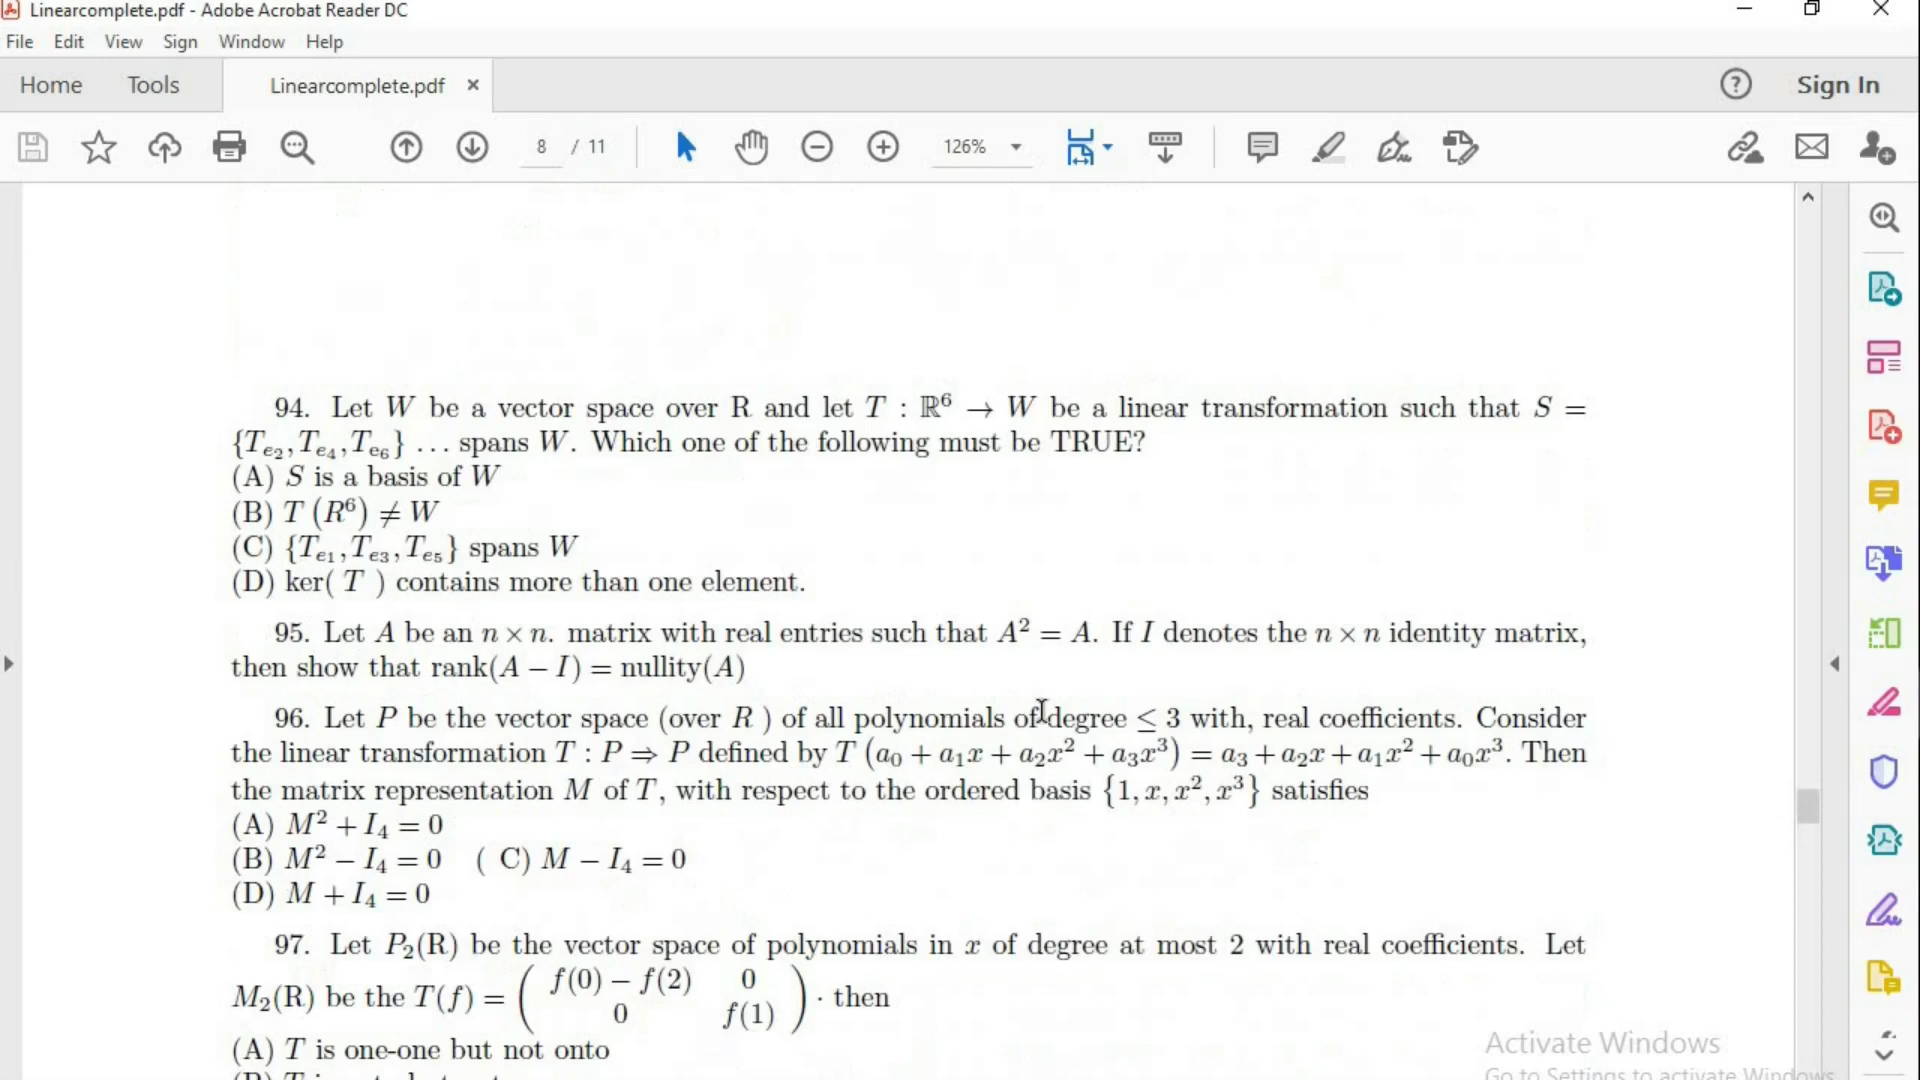 Linearcomplete.pdf - Adobe Acrobat Reader DC
File Edit View Sign Window Help
Home Tools Linearcomplete.pdf × Sign In
8 / 11 126%
94. Let W be a vector space over R and let T : ℝ⁶ → W be a linear transformation such that S =
{Tₑ₂, Tₑ₄, Tₑ₆} … spans W. Which one of the following must be TRUE?
(A) S is a basis of W
(B) T (R⁶) ≠ W
(C) {Tₑ₁, Tₑ₃, Tₑ₅} spans W
(D) ker( T ) contains more than one element.
95. Let A be an n × n. matrix with real entries such that A² = A. If I denotes the n × n identity matrix,
then show that rank(A − I) = nullity(A)
96. Let P be the vector space (over R ) of all polynomials of degree ≤ 3 with, real coefficients. Consider
the linear transformation T : P ⇒ P defined by T (a₀ + a₁x + a₂x² + a₃x³) = a₃ + a₂x + a₁x² + a₀x³. Then
the matrix representation M of T, with respect to the ordered basis {1, x, x², x³} satisfies
(A) M² + I₄ = 0
(B) M² − I₄ = 0 ( C) M − I₄ = 0
(D) M + I₄ = 0
97. Let P₂(R) be the vector space of polynomials in x of degree at most 2 with real coefficients. Let
M₂(R) be the T(f) = ( f(0) − f(2) 0
0 f(1) ) · then
(A) T is one-one but not onto
Activate Windows
Go to Settings to activate Windows